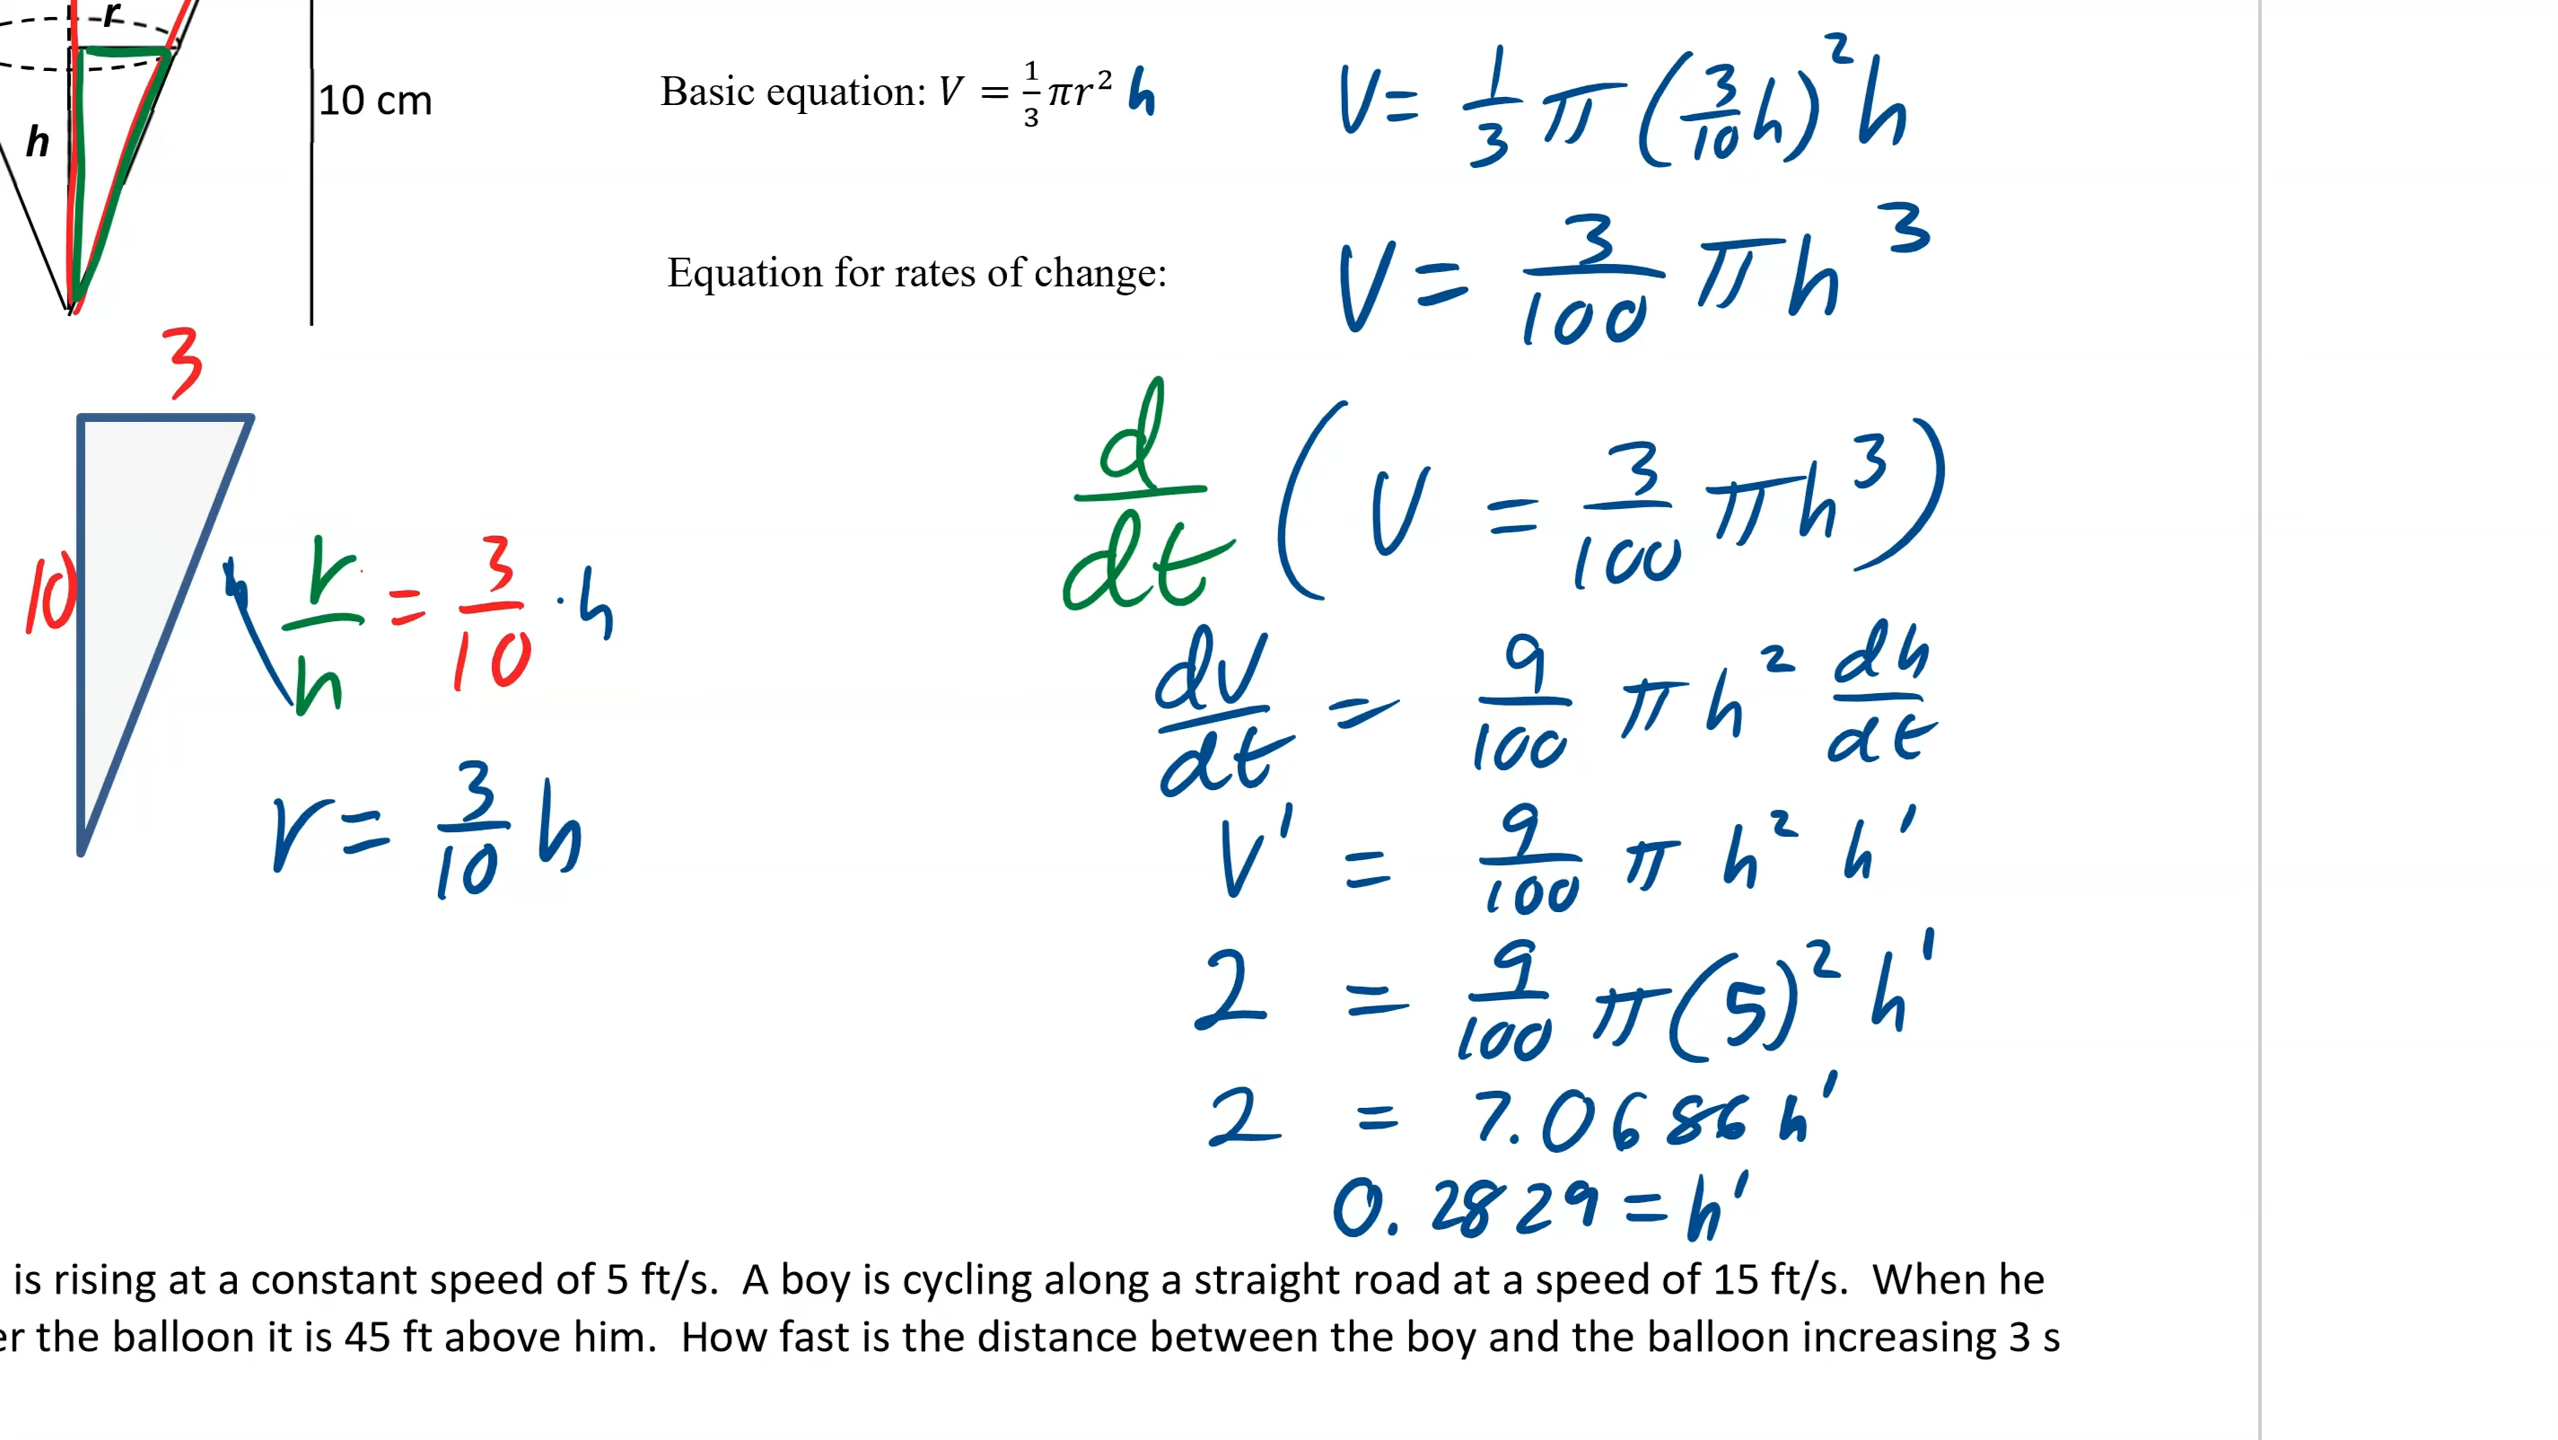 r
h
10 cm
Basic equation: V = 1/3 πr² h
V = 1/3 π (3/10 h)² h
Equation for rates of change:
V = 3/100 π h³
3
10
d/dt (V = 3/100 π h³)
h r/h = 3/10 · h
dV/dt = 9/100 π h² dh/dt
r = 3/10 h
V' = 9/100 π h² h'
2 = 9/100 π (5)² h'
2 = 7.0686 h'
0.2829 = h'
is rising at a constant speed of 5 ft/s. A boy is cycling along a straight road at a speed of 15 ft/s. When he
er the balloon it is 45 ft above him. How fast is the distance between the boy and the balloon increasing 3 s